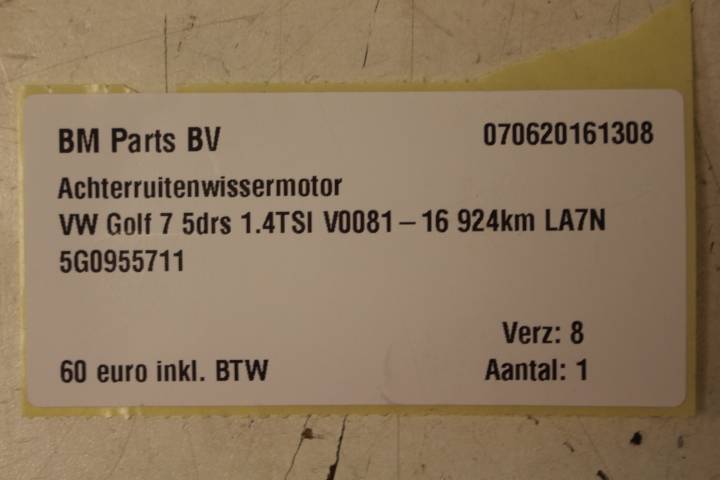 BM Parts BV 070620161308
Achterruitenwissermotor
VW Golf 7 5drs 1.4TSI V0081 – 16 924km LA7N
5G0955711
Verz: 8
60 euro inkl. BTW Aantal: 1